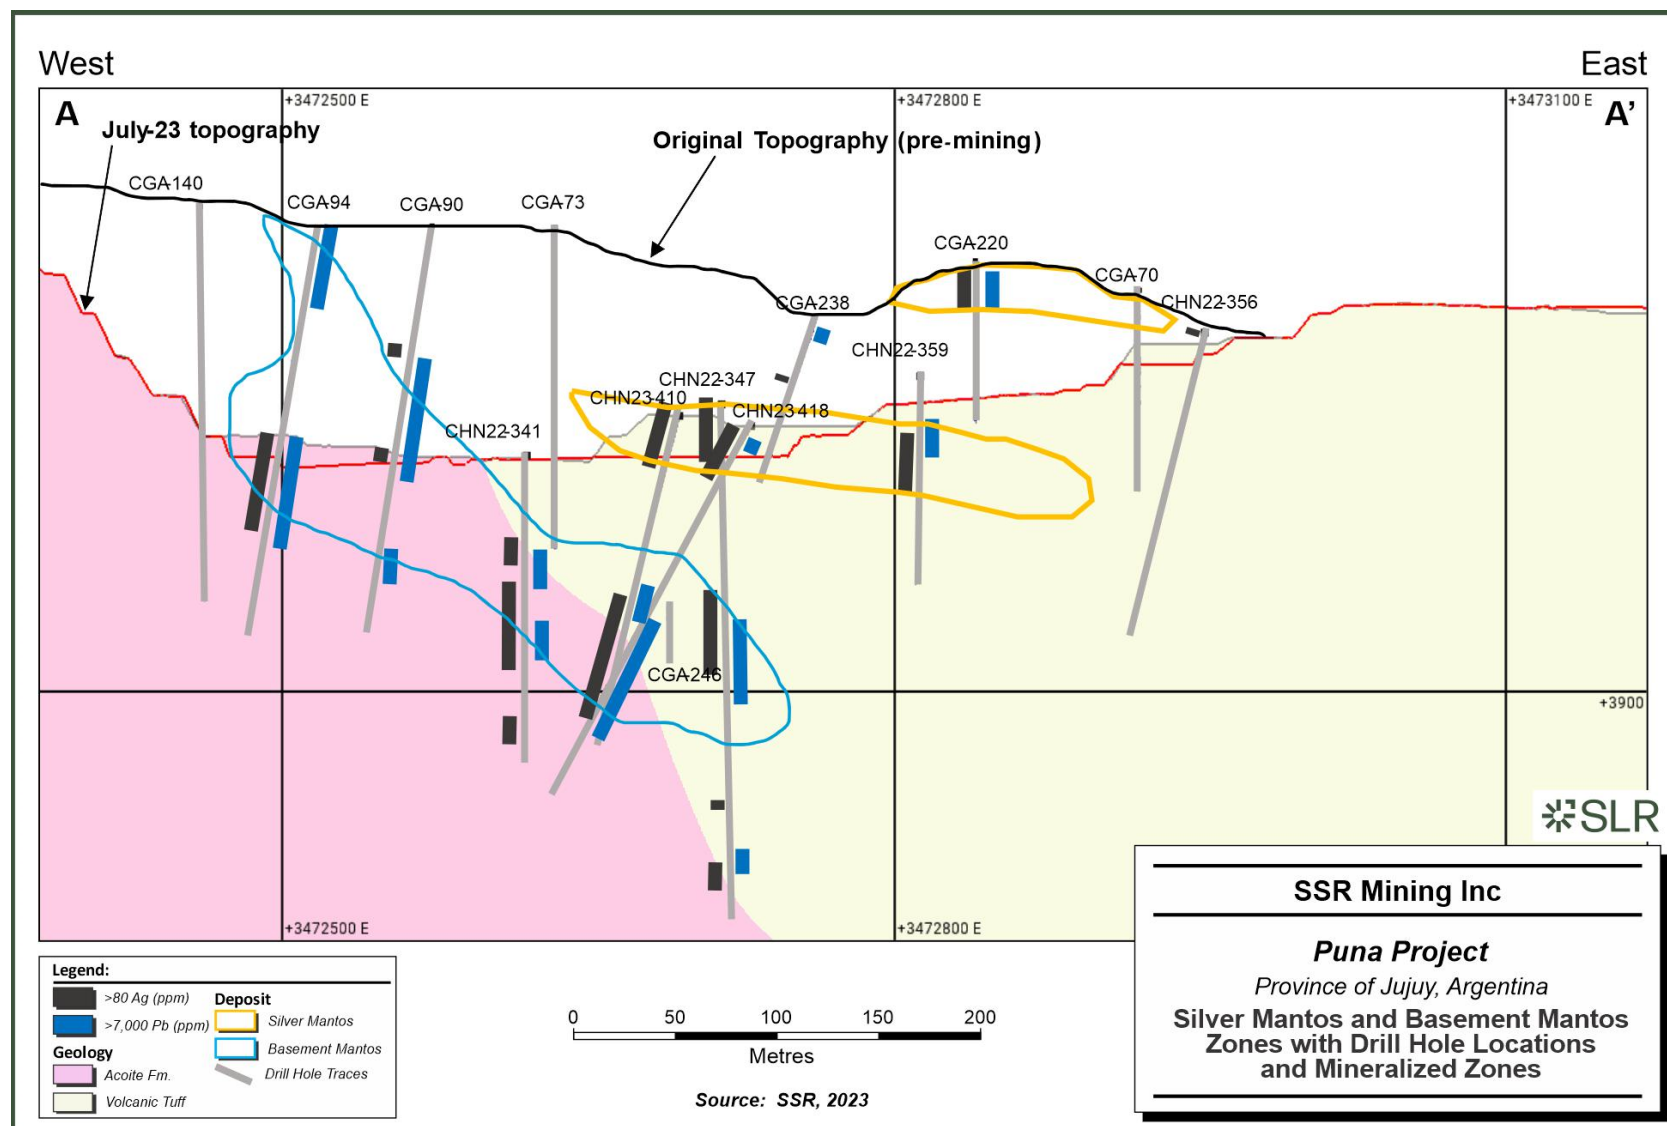 West
East
A
+3472500 E
+3472800 E
+3473100 E
A’
July-23 topography
Original Topography (pre-mining)
CGA-140
CGA-94
CGA-90
CGA-73
CGA-220
CGA-70
CGA-238
CHN22-356
CHN22-359
CHN22-347
CHN23-410
CHN23-418
CHN22-341
CGA-246
+3900
+3472500 E
+3472800 E
SLR
SSR Mining Inc
Puna Project
Province of Jujuy, Argentina
Silver Mantos and Basement Mantos
Zones with Drill Hole Locations
and Mineralized Zones
Legend:
>80 Ag (ppm)
>7,000 Pb (ppm)
Geology
Acoite Fm.
Volcanic Tuff
Deposit
Silver Mantos
Basement Mantos
Drill Hole Traces
0 50 100 150 200
Metres
Source: SSR, 2023